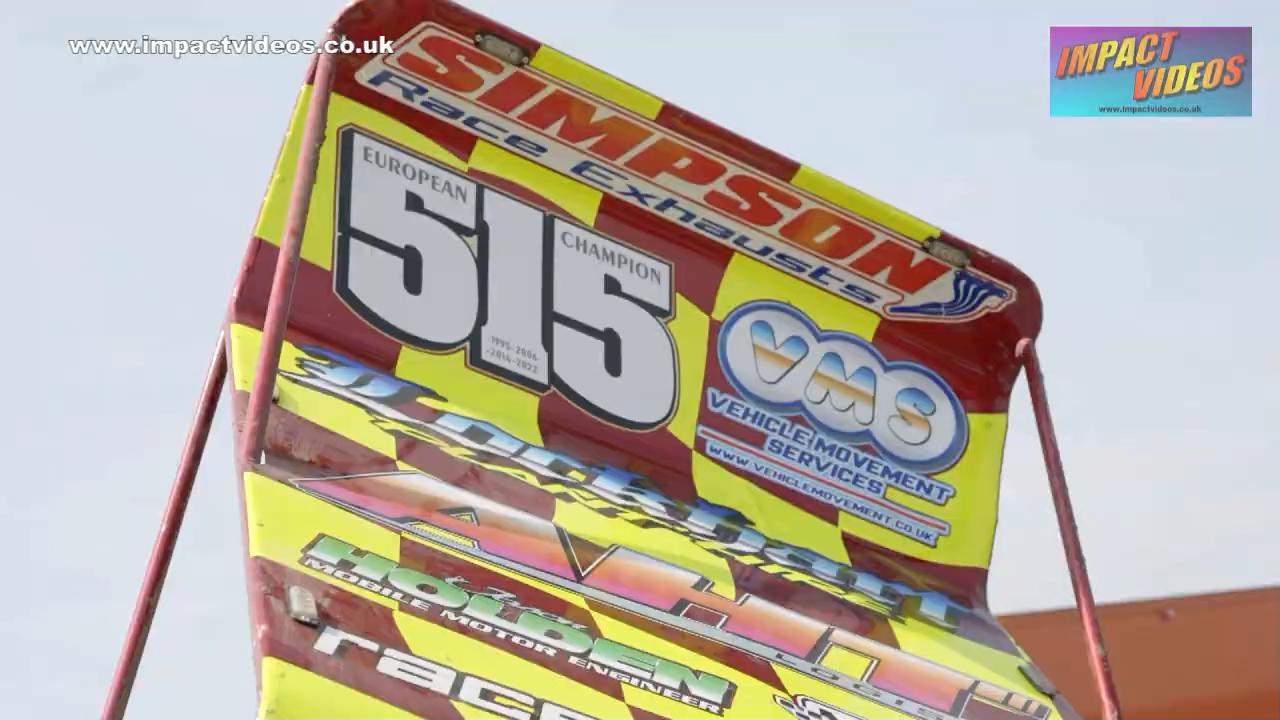 www.impactvideos.co.uk
IMPACT
VIDEOS
www.impactvideos.co.uk
SIMPSON
Race Exhausts
EUROPEAN
CHAMPION
515
1995-2006-
-2014-2022
VMS
VEHICLE MOVEMENT
SERVICES
WWW.VEHICLEMOVEMENT.CO.UK
HOLDEN
MOBILE MOTOR ENGINEER
race